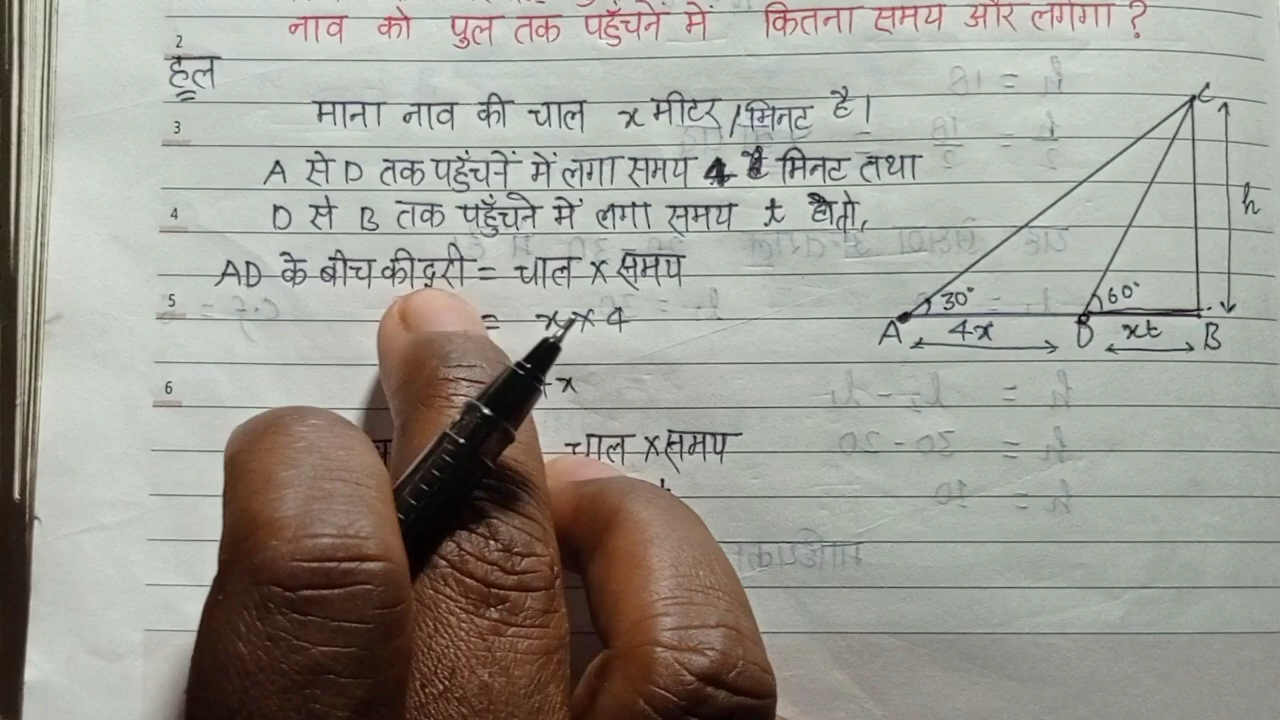 नाव को पुल तक पहुँचनें में कितना समय और लगेगा ?
2
हल
माना नाव की चाल x मीटर/मिनट है।
3
A से D तक पहुँचनें में लगा समय 4 मिनट तथा
4
D से B तक पहुँचने में लगा समय t हो तो,
AD के बीच की दूरी = चाल × समय
5
= x × 4
6
x
चाल × समय
C
h
30°
60°
A
D
B
4x
xt